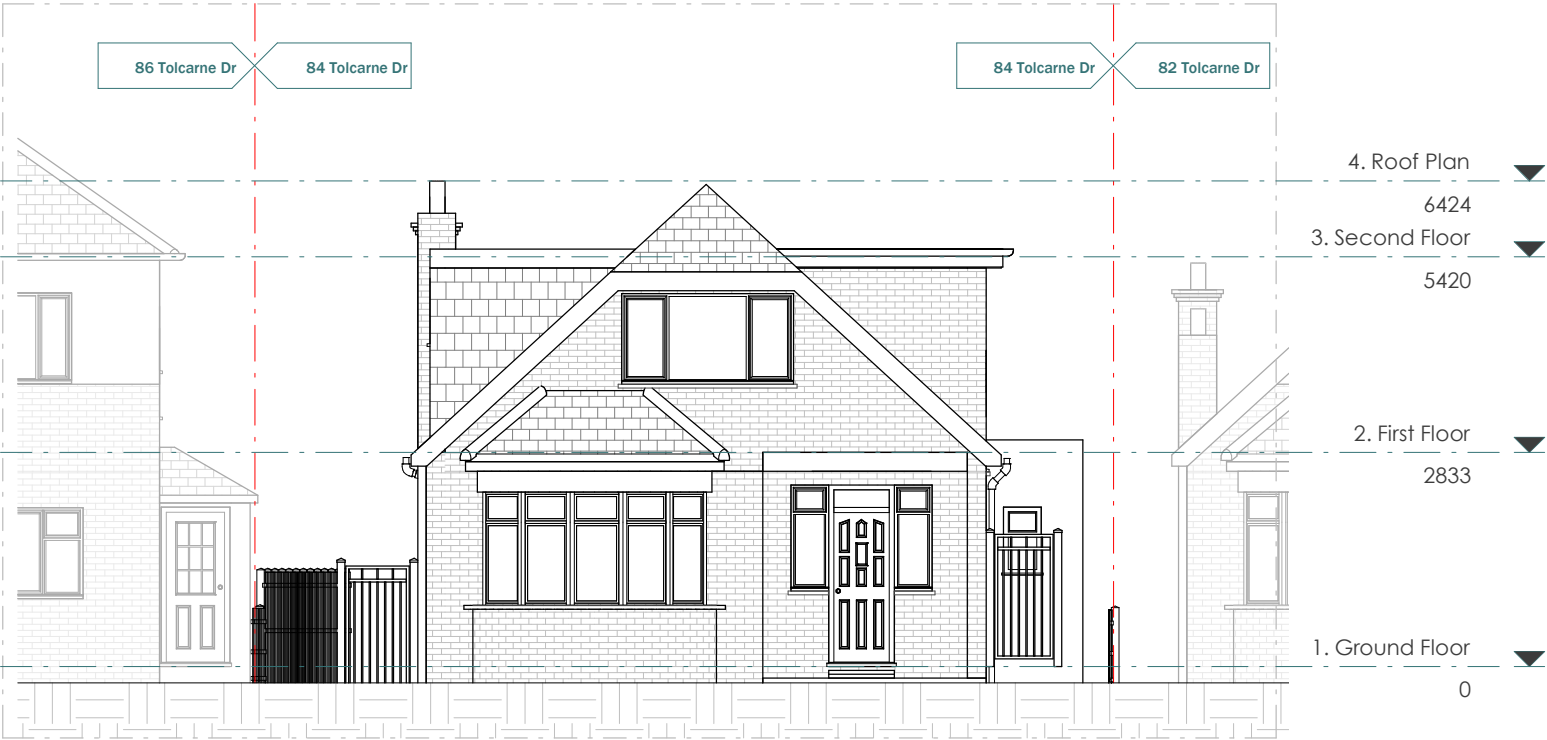 86 Tolcarne Dr
84 Tolcarne Dr
84 Tolcarne Dr
82 Tolcarne Dr
4. Roof Plan
6424
3. Second Floor
5420
2. First Floor
2833
1. Ground Floor
0